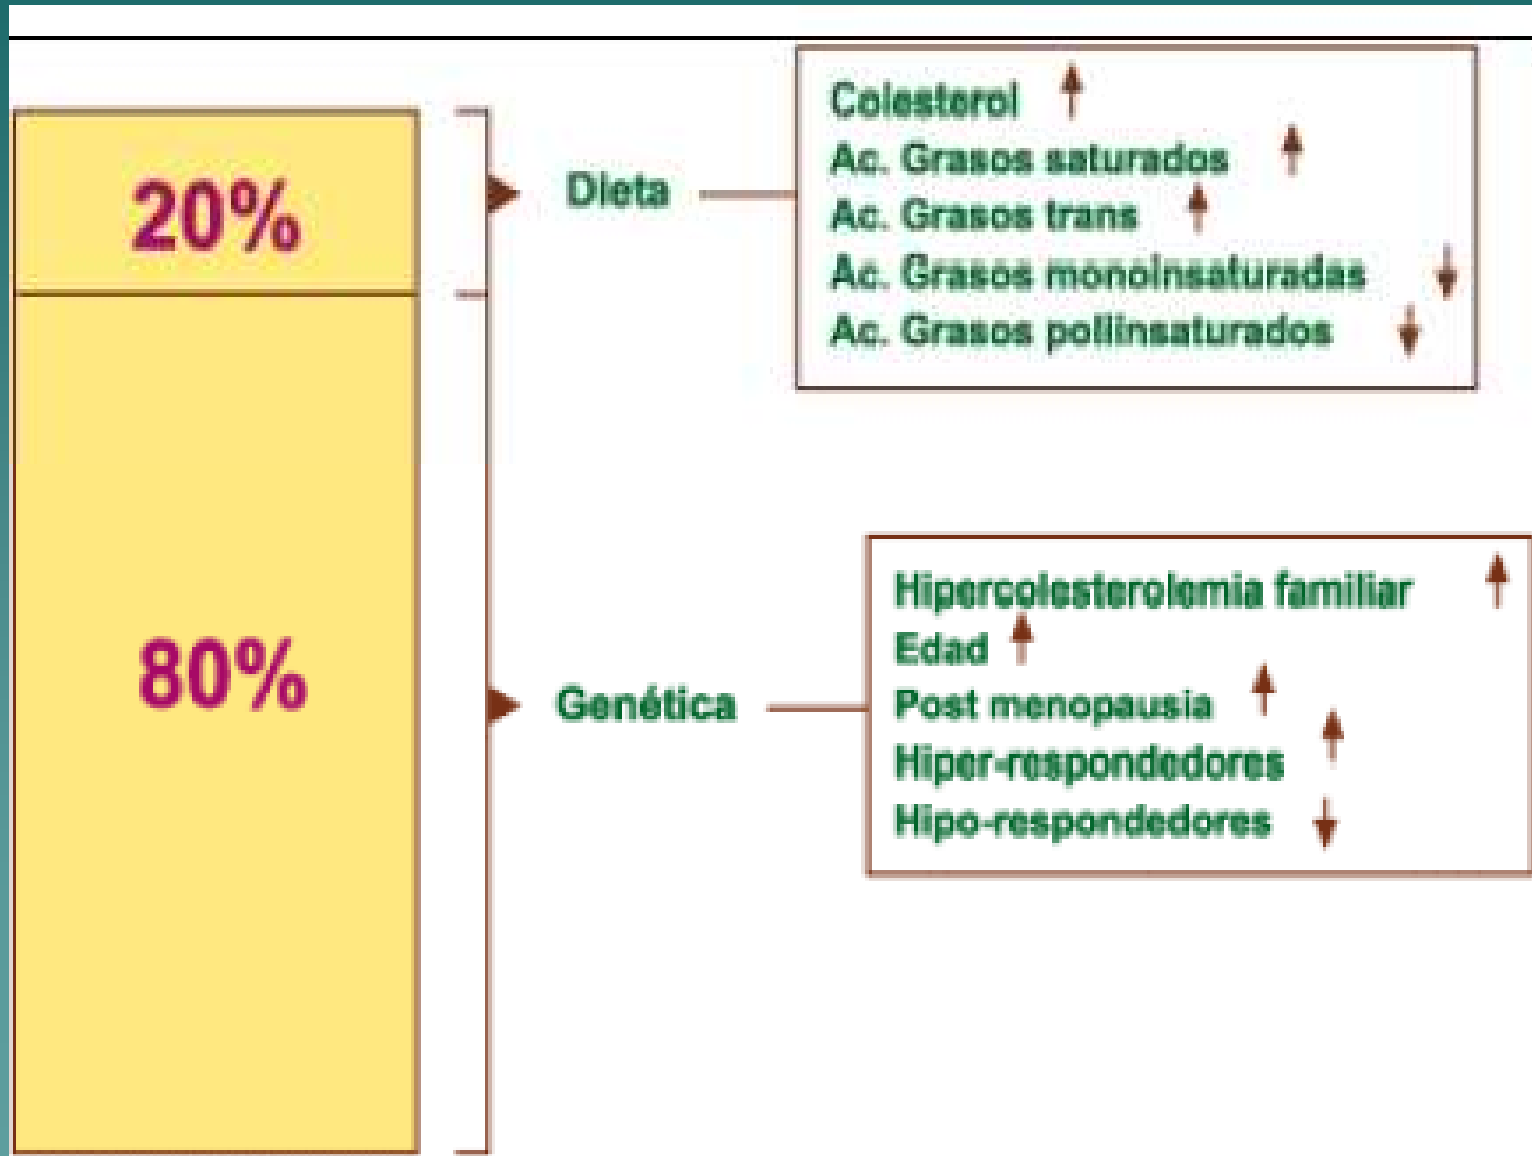 20%
Dieta
Colesterol ↑
Ac. Grasos saturados ↑
Ac. Grasos trans ↑
Ac. Grasos monoinsaturadas ↓
Ac. Grasos pollinsaturados ↓
80%
Genética
Hipercolesterolemia familiar ↑
Edad ↑
Post menopausia ↑
Hiper-respondedores ↑
Hipo-respondedores ↓